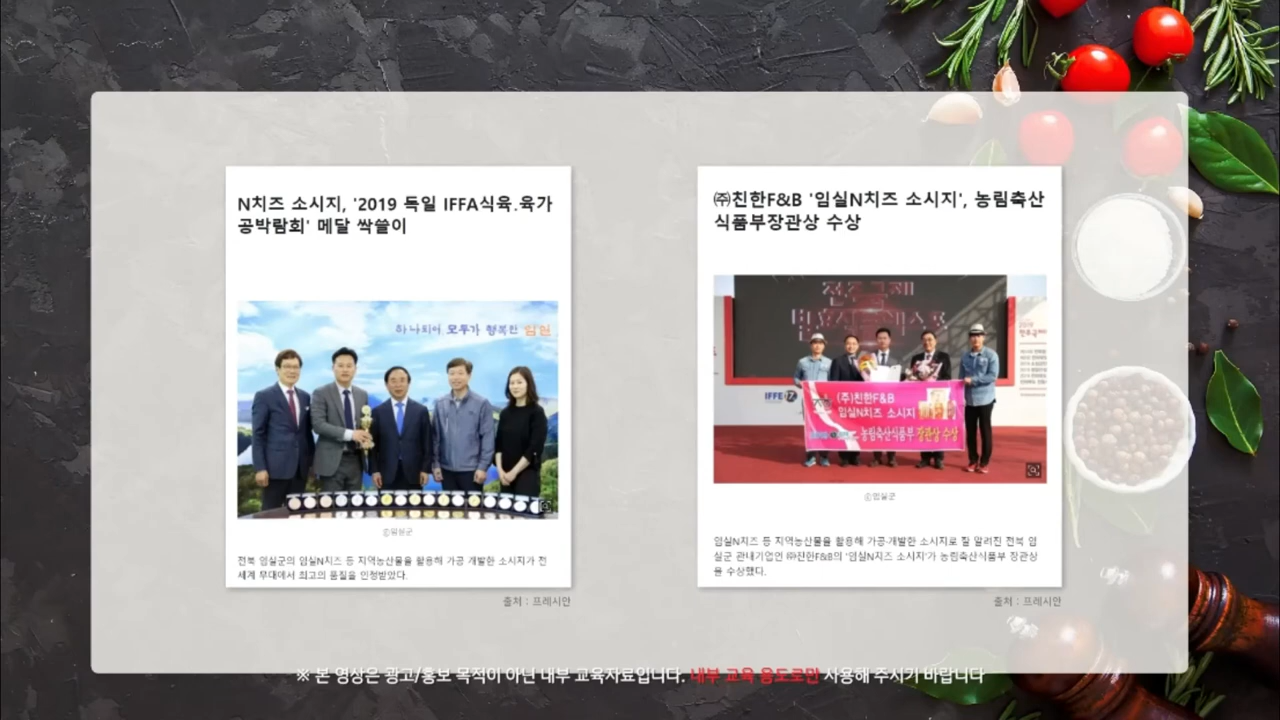 N치즈 소시지, '2019 독일 IFFA식육.육가
공박람회' 메달 싹쓸이
하나되어 모두가 행복한 임실
ⓒ임실군
전북 임실군의 임실N치즈 등 지역농산물을 활용해 가공 개발한 소시지가 전
세계 무대에서 최고의 품질을 인정받았다.
출처 : 프레시안
㈜친한F&B '임실N치즈 소시지', 농림축산
식품부장관상 수상
전주국제
발효식품엑스포
IFFE 17
(주)친한F&B
임실N치즈 소시지
농림축산식품부 장관상 수상
ⓒ임실군
임실N치즈 등 지역농산물을 활용해 가공·개발한 소시지로 잘 알려진 전북 임
실군 관내기업인 ㈜친한F&B의 '임실N치즈 소시지'가 농림축산식품부 장관상
을 수상했다.
출처 : 프레시안
※ 본 영상은 광고/홍보 목적이 아닌 내부 교육자료입니다. 내부 교육 용도로만 사용해 주시기 바랍니다